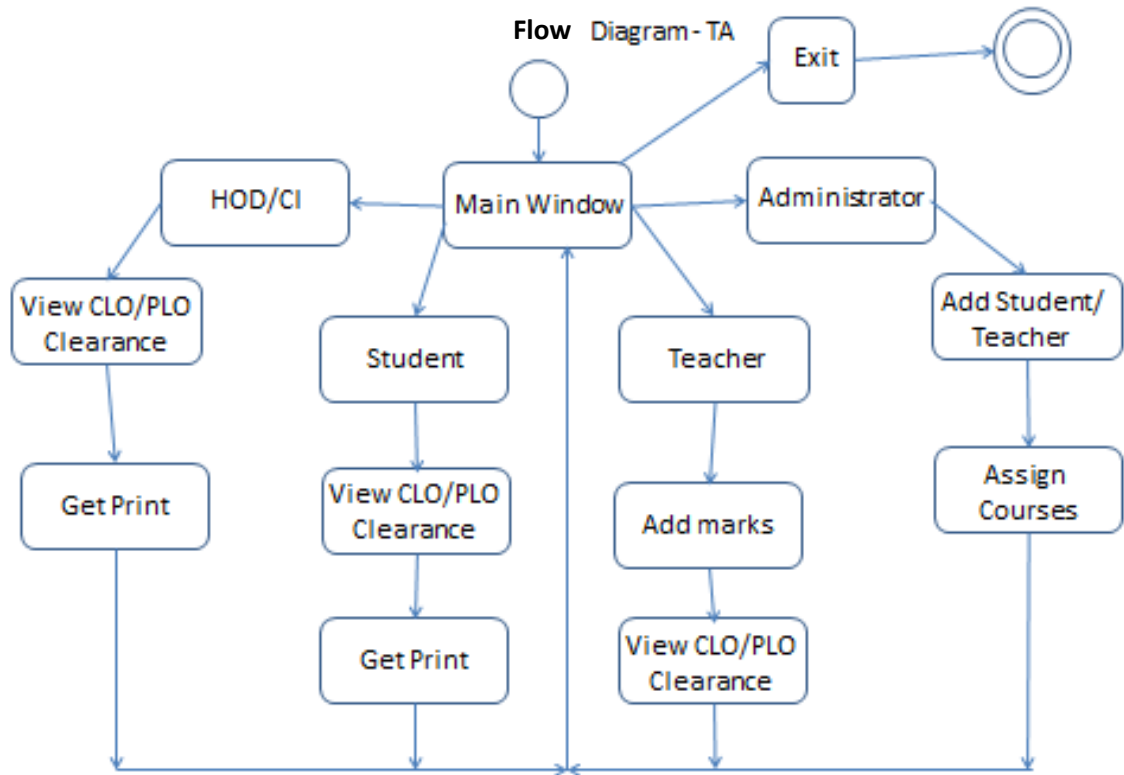 Flow Diagram - TA
Exit
HOD/CI
Main Window
Administrator
View CLO/PLO
Clearance
Student
Teacher
Add Student/
Teacher
Get Print
View CLO/PLO
Clearance
Add marks
Assign
Courses
Get Print
View CLO/PLO
Clearance